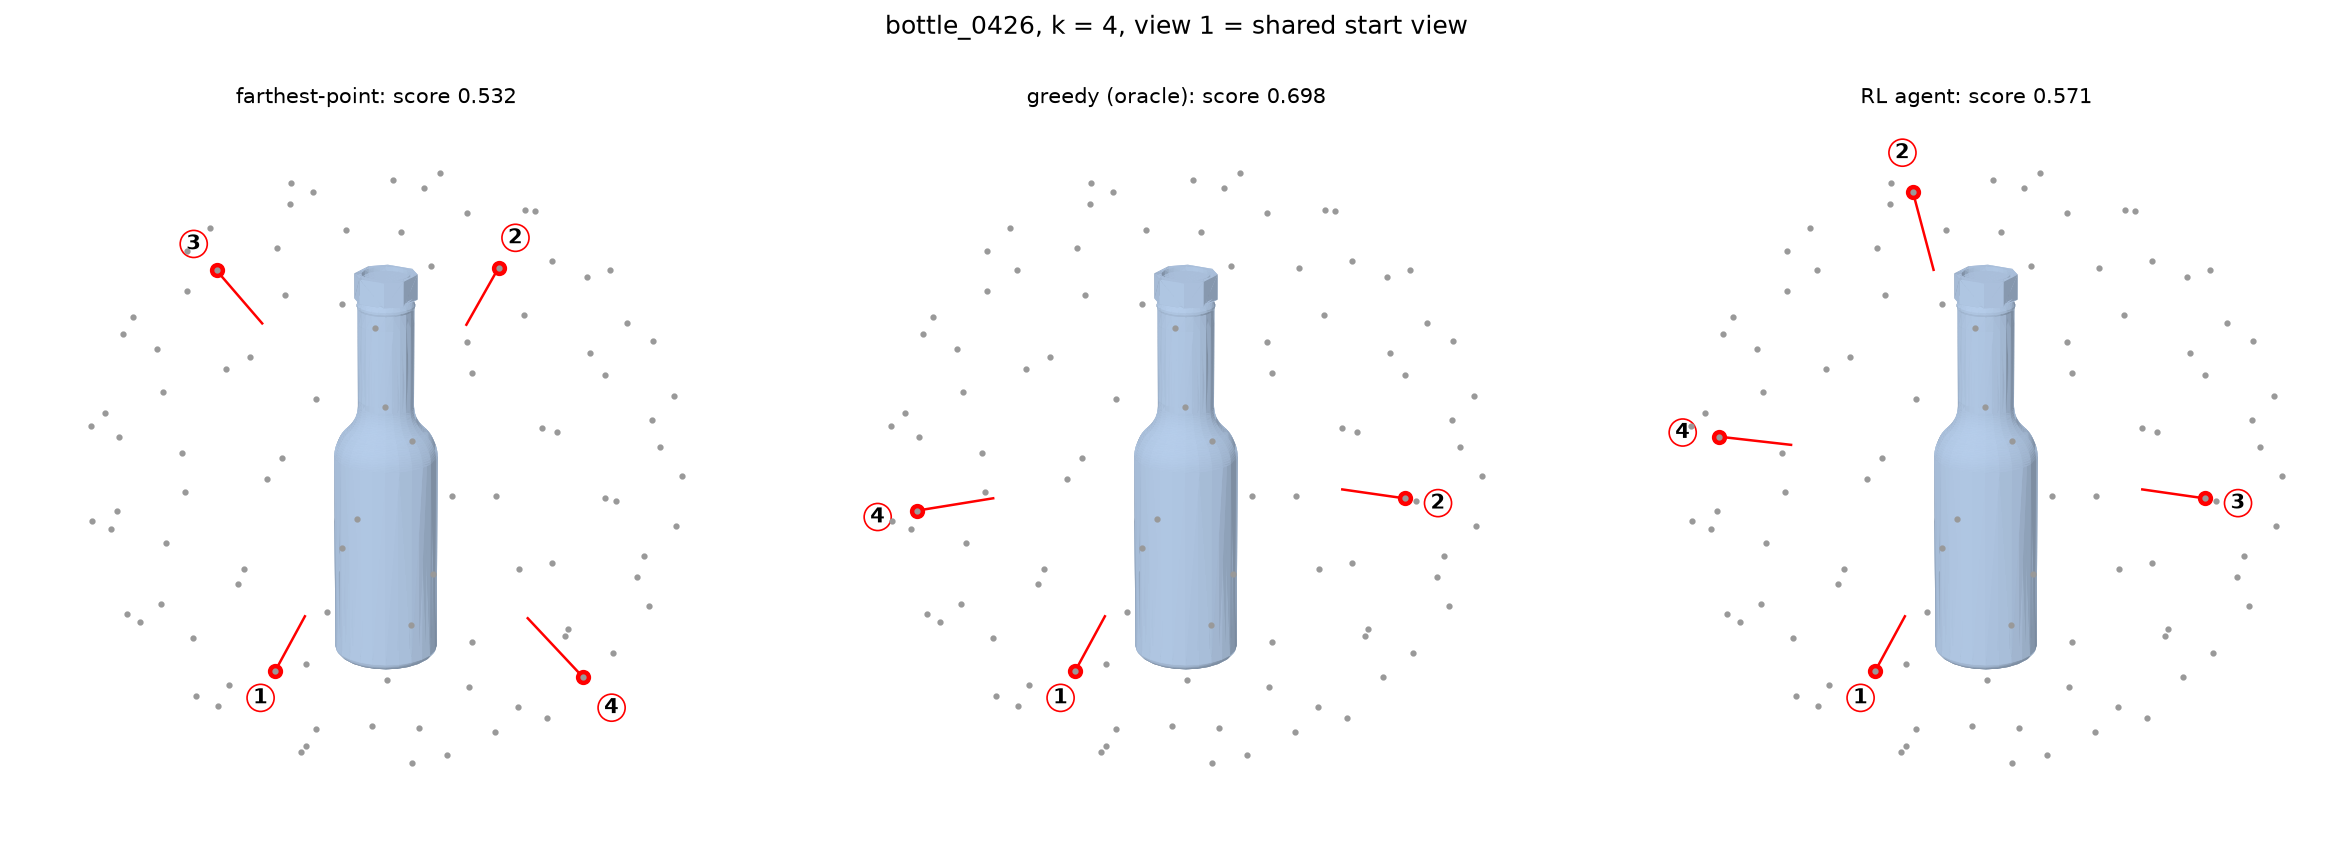 bottle_0426, k = 4, view 1 = shared start view
farthest-point: score 0.532
3
2
1
4
greedy (oracle): score 0.698
2
4
1
RL agent: score 0.571
2
4
3
1